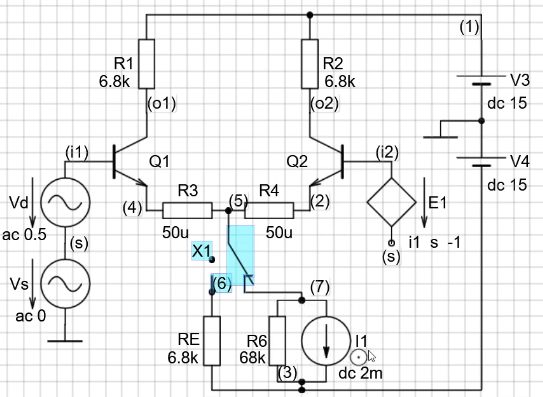 (1)
R1
6.8k
R2
6.8k
V3
dc 15
(o1)
(o2)
(i1)
Q1
Q2
(i2)
V4
dc 15
Vd
ac 0.5
R3
50u
(5)
R4
50u
(4)
(2)
E1
i1 s -1
(s)
(s)
X1
Vs
ac 0
(6)
(7)
RE
6.8k
R6
68k
I1
dc 2m
(3)